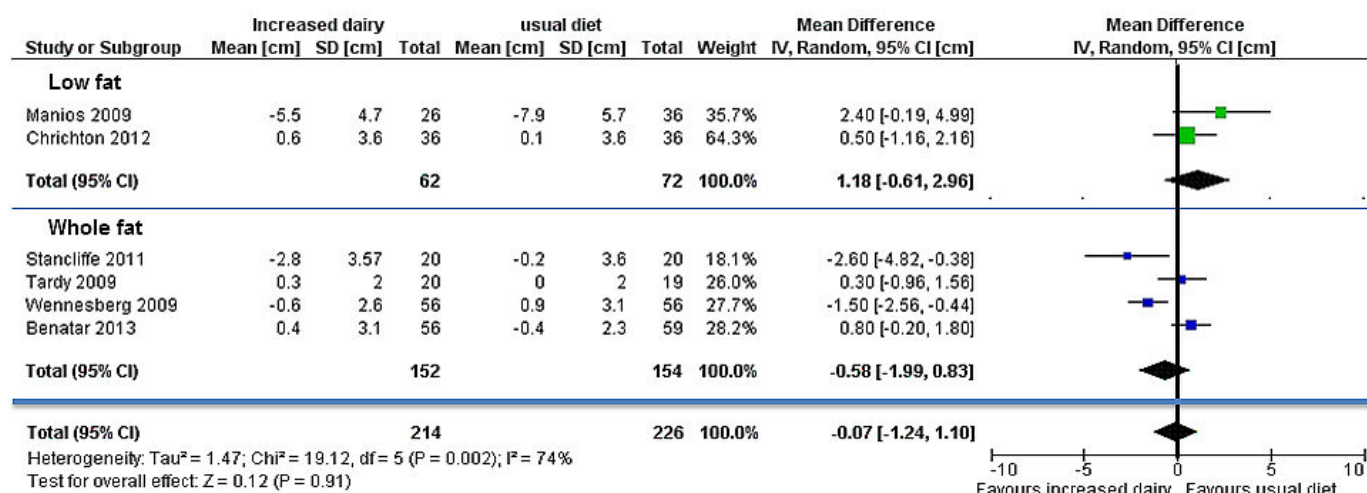 Increased dairy usual diet Mean Difference Mean Difference
Study or Subgroup Mean [cm] SD [cm] Total Mean [cm] SD [cm] Total Weight IV, Random, 95% CI [cm] IV, Random, 95% CI [cm]
Low fat
Manios 2009 -5.5 4.7 26 -7.9 5.7 36 35.7% 2.40 [-0.19, 4.99]
Chrichton 2012 0.6 3.6 36 0.1 3.6 36 64.3% 0.50 [-1.16, 2.16]
Total (95% CI) 62 72 100.0% 1.18 [-0.61, 2.96]
Whole fat
Stancliffe 2011 -2.8 3.57 20 -0.2 3.6 20 18.1% -2.60 [-4.82, -0.38]
Tardy 2009 0.3 2 20 0 2 19 26.0% 0.30 [-0.96, 1.56]
Wennesberg 2009 -0.6 2.6 56 0.9 3.1 56 27.7% -1.50 [-2.56, -0.44]
Benatar 2013 0.4 3.1 56 -0.4 2.3 59 28.2% 0.80 [-0.20, 1.80]
Total (95% CI) 152 154 100.0% -0.58 [-1.99, 0.83]
Total (95% CI) 214 226 100.0% -0.07 [-1.24, 1.10]
Heterogeneity: Tau² = 1.47; Chi² = 19.12, df = 5 (P = 0.002); I² = 74%
Test for overall effect: Z = 0.12 (P = 0.91)
-10 -5 0 5 10
Favours increased dairy Favours usual diet